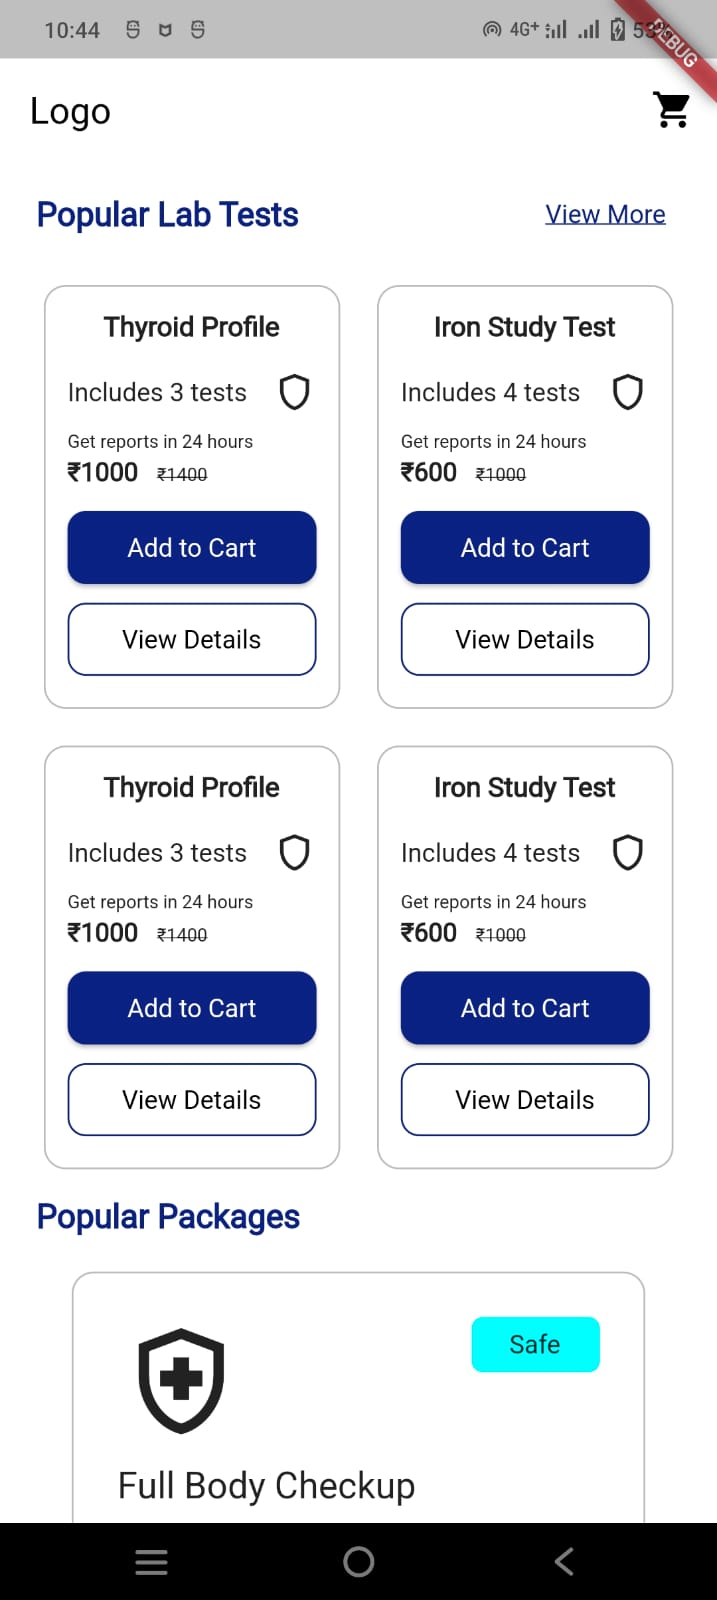 10:44 4G+ 53%
DEBUG
Logo
Popular Lab Tests View More
Thyroid Profile Iron Study Test
Includes 3 tests Includes 4 tests
Get reports in 24 hours Get reports in 24 hours
₹1000 ₹1400 ₹600 ₹1000
Add to Cart Add to Cart
View Details View Details
Thyroid Profile Iron Study Test
Includes 3 tests Includes 4 tests
Get reports in 24 hours Get reports in 24 hours
₹1000 ₹1400 ₹600 ₹1000
Add to Cart Add to Cart
View Details View Details
Popular Packages
Safe
Full Body Checkup